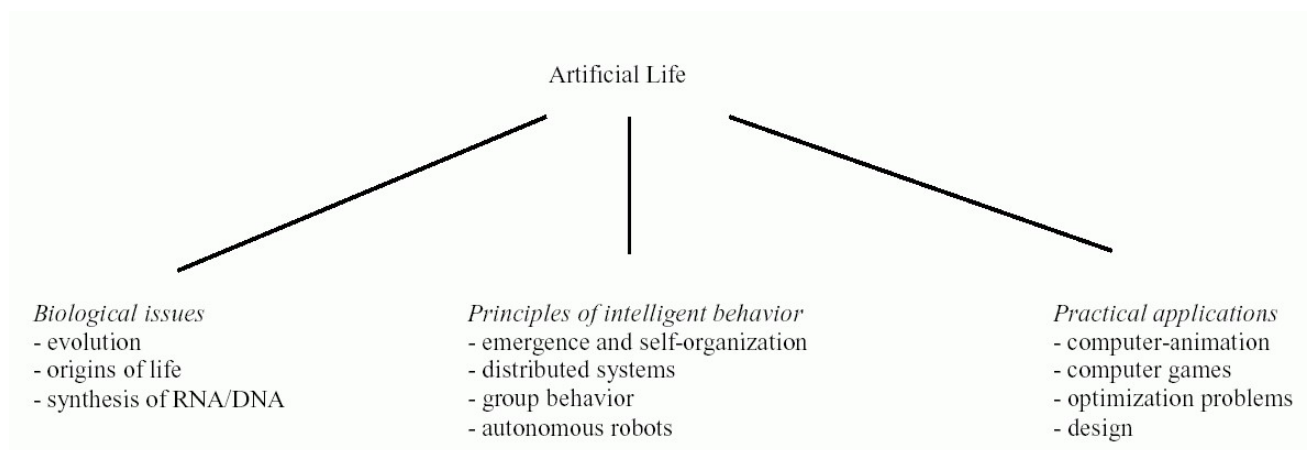 Artificial Life
Biological issues
- evolution
- origins of life
- synthesis of RNA/DNA
Principles of intelligent behavior
- emergence and self-organization
- distributed systems
- group behavior
- autonomous robots
Practical applications
- computer-animation
- computer games
- optimization problems
- design